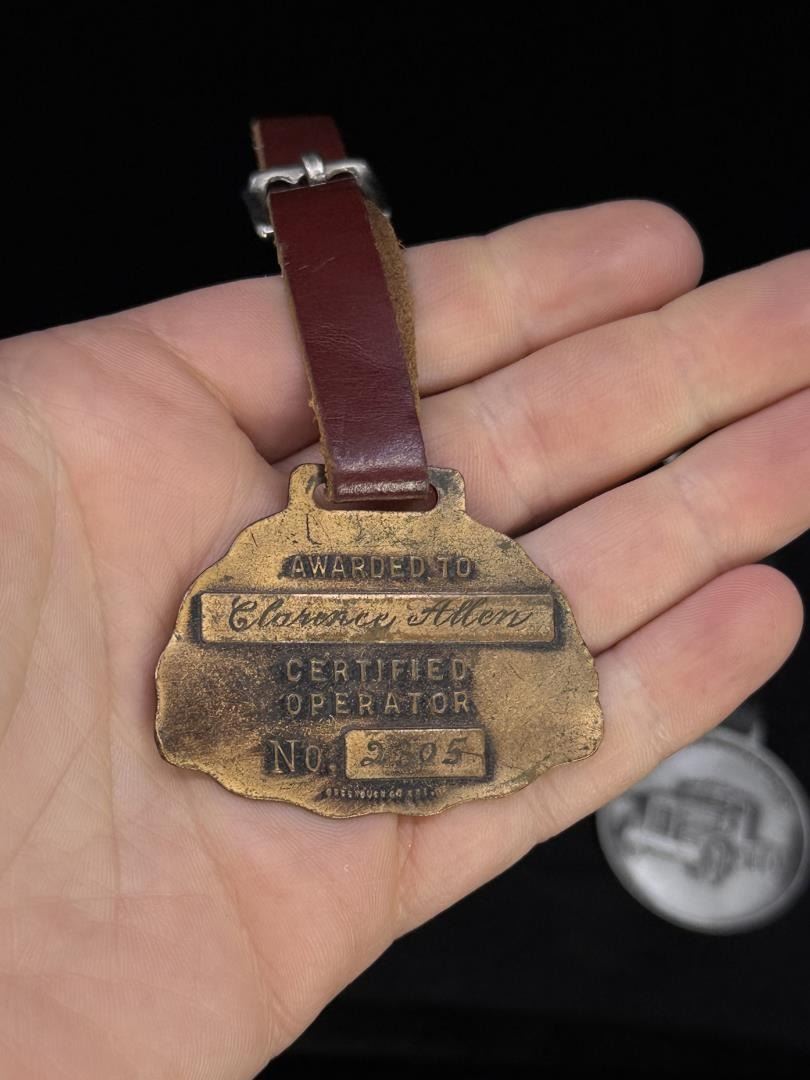 AWARDED TO
Clarence Allen
CERTIFIED
OPERATOR
No. 2605